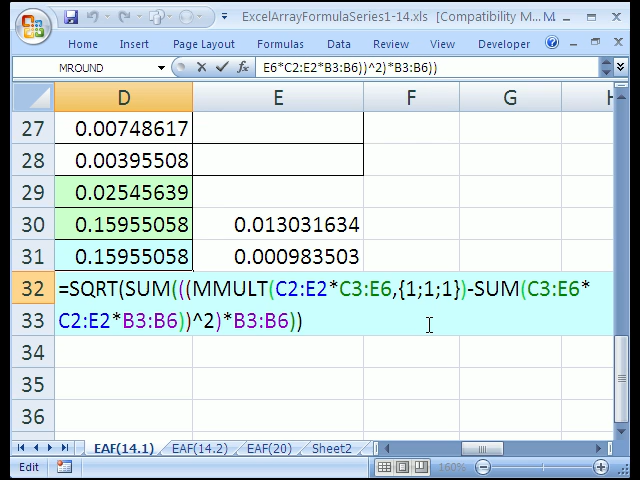 ExcelArrayFormulaSeries1-14.xls [Compatibility M... M
Home Insert Page Layout Formulas Data Review View Developer
MROUND fx E6*C2:E2*B3:B6))^2)*B3:B6))
D E F G H
27 0.00748617
28 0.00395508
29 0.02545639
30 0.15955058 0.013031634
31 0.15955058 0.000983503
32 =SQRT(SUM(((MMULT(C2:E2*C3:E6,{1;1;1})-SUM(C3:E6*
33 C2:E2*B3:B6))^2)*B3:B6))
34
35
36
EAF(14.1) EAF(14.2) EAF(20) Sheet2
Edit 160%